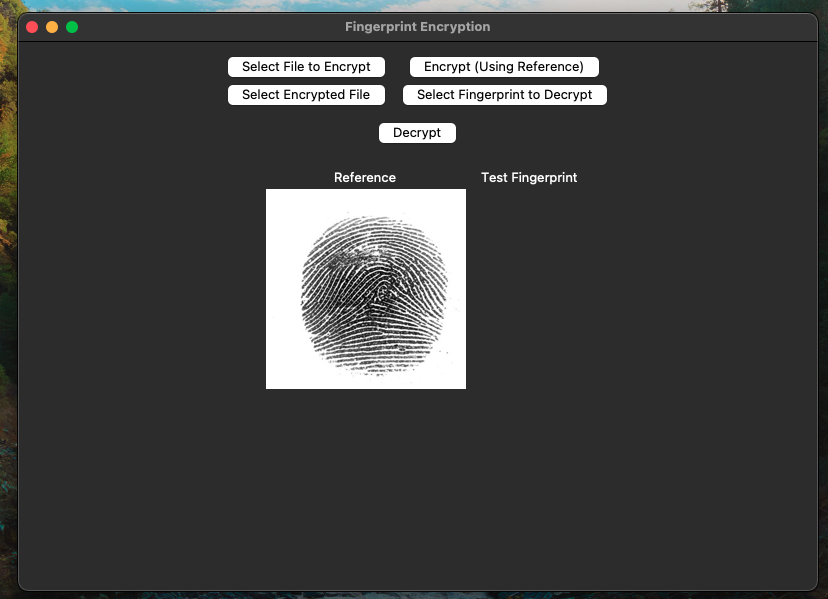 Fingerprint Encryption
Select File to Encrypt
Encrypt (Using Reference)
Select Encrypted File
Select Fingerprint to Decrypt
Decrypt
Reference
Test Fingerprint